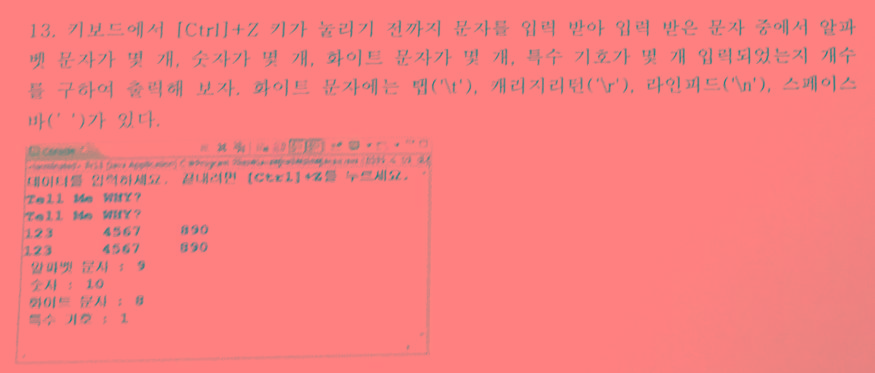 13. 키보드에서 [Ctrl]+Z 키가 눌리기 전까지 문자를 입력 받아 입력 받은 문자 중에서 알파
벳 문자가 몇 개, 숫자가 몇 개, 화이트 문자가 몇 개, 특수 기호가 몇 개 입력되었는지 개수
를 구하여 출력해 보자. 화이트 문자에는 탭('\t'), 캐리지리턴('\r'), 라인피드('\n'), 스페이스
바(' ')가 있다.
Console
데이터를 입력하세요. 끝내려면 [Ctrl]+Z를 누르세요.
Tell Me WHY?
Tell Me WHY?
123 4567 890
123 4567 890
알파벳 문자 : 9
숫자 : 10
화이트 문자 : 8
특수 기호 : 1